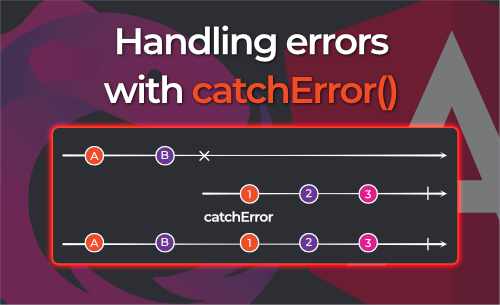 Handling errors
with catchError()
A B
1 2 3
catchError
A B 1 2 3